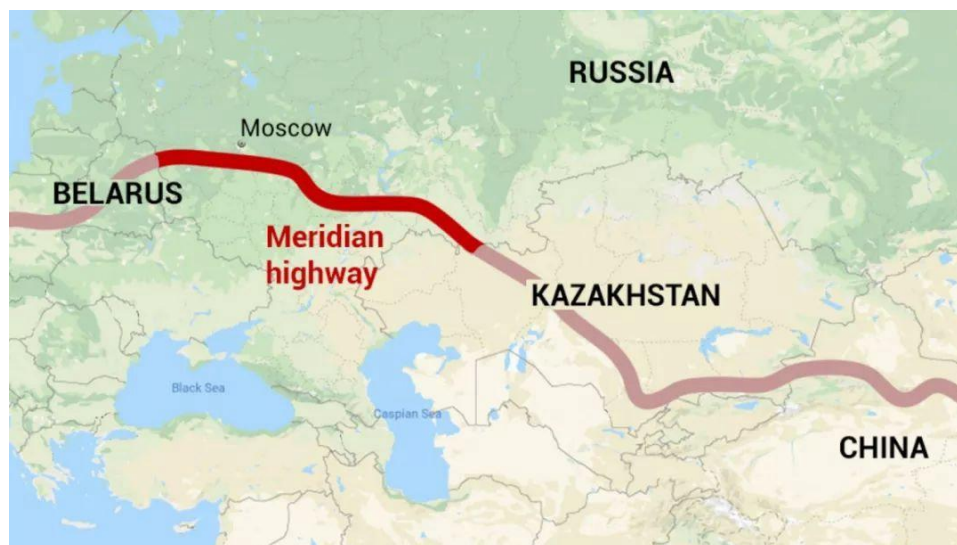 RUSSIA
Moscow
BELARUS
Meridian
highway
KAZAKHSTAN
Black Sea
Caspian Sea
CHINA